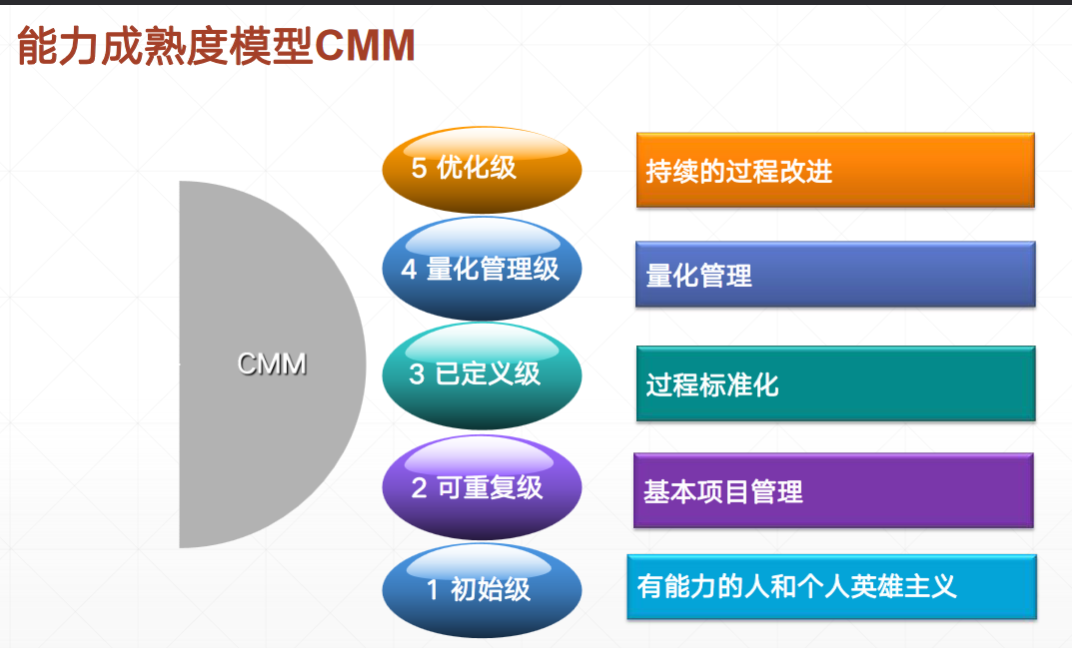 能力成熟度模型CMM
5 优化级
持续的过程改进
4 量化管理级
量化管理
CMM
3 已定义级
过程标准化
2 可重复级
基本项目管理
1 初始级
有能力的人和个人英雄主义